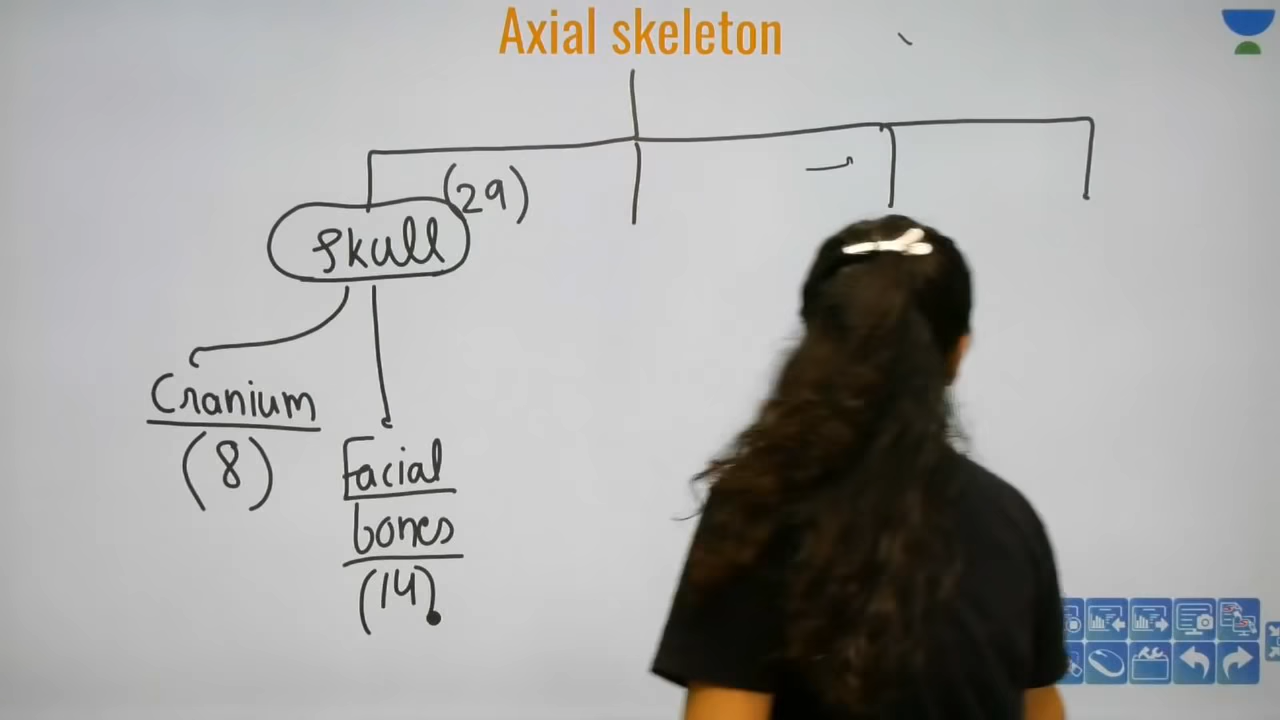 Axial skeleton
Skull (29)
Cranium
(8)
Facial
bones
(14)